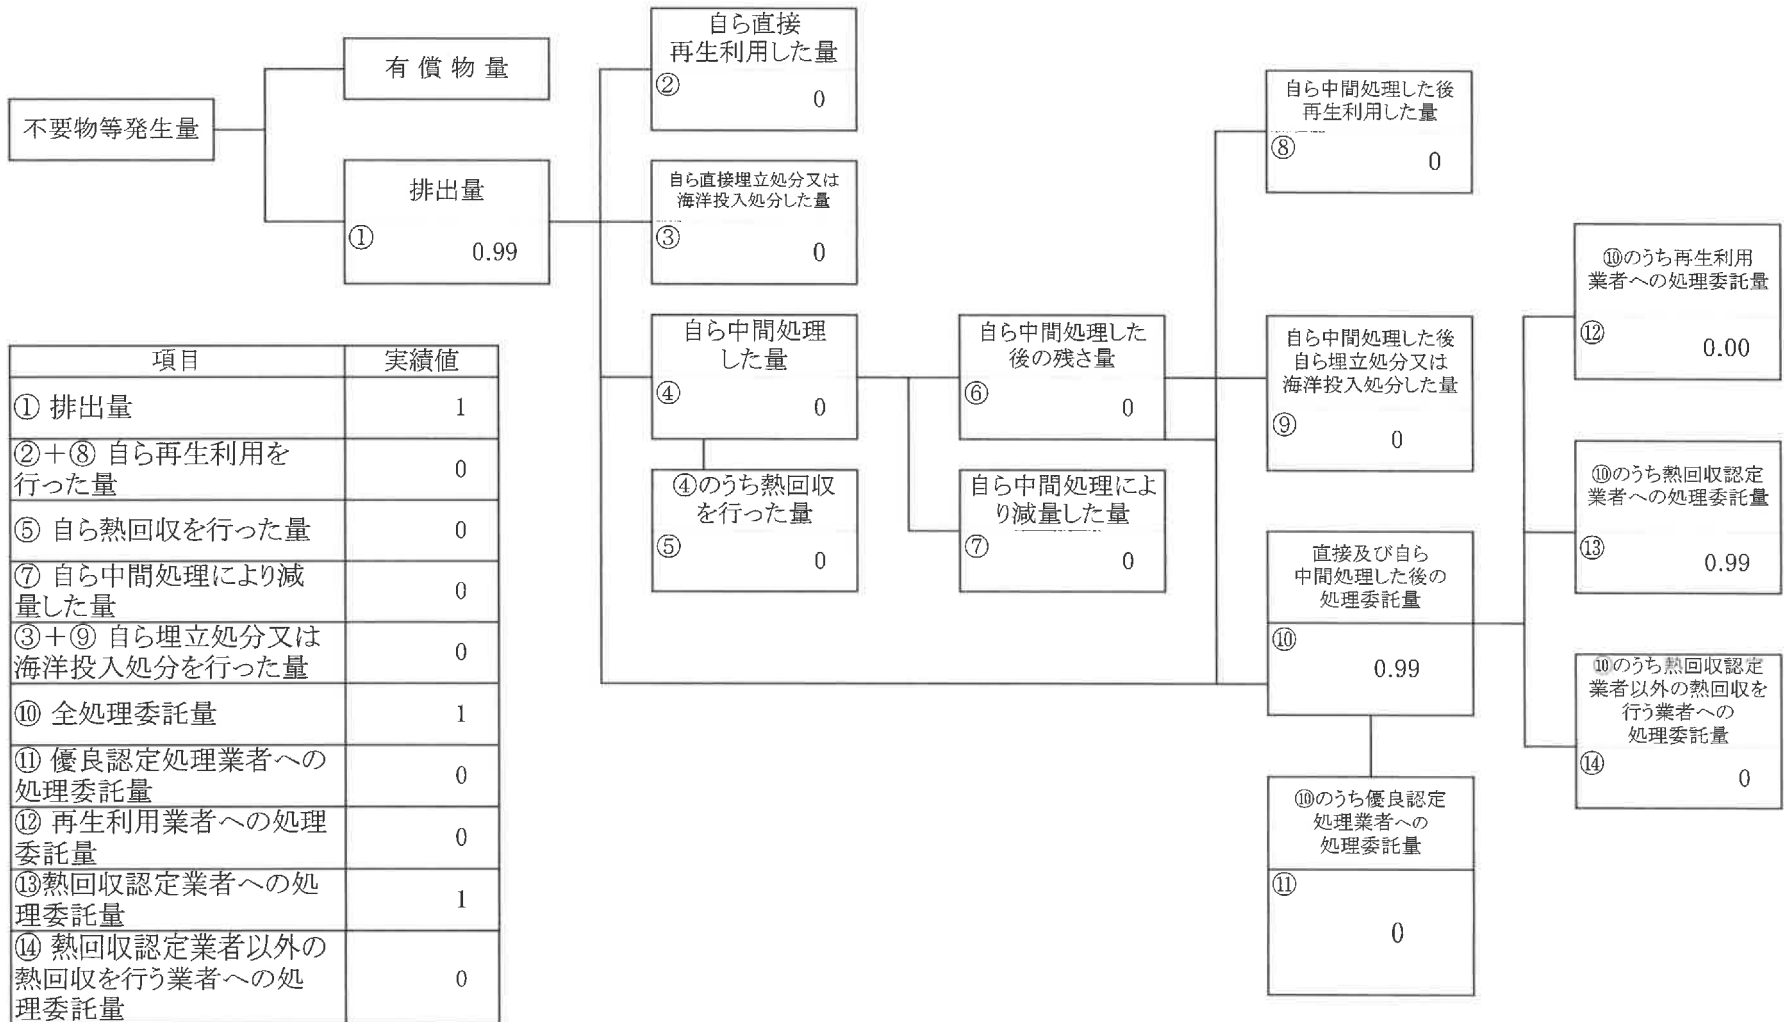 不要物等発生量
有償物量
排出量
①
0.99
自ら直接
再生利用した量
②
0
自ら直接埋立処分又は
海洋投入処分した量
③
0
自ら中間処理
した量
④
0
④のうち熱回収
を行った量
⑤
0
自ら中間処理した
後の残さ量
⑥
0
自ら中間処理によ
り減量した量
⑦
0
自ら中間処理した後
再生利用した量
⑧
0
自ら中間処理した後
自ら埋立処分又は
海洋投入処分した量
⑨
0
直接及び自ら
中間処理した後の
処理委託量
⑩
0.99
⑩のうち優良認定
処理業者への
処理委託量
⑪
0
⑩のうち再生利用
業者への処理委託量
⑫
0.00
⑩のうち熱回収認定
業者への処理委託量
⑬
0.99
⑩のうち熱回収認定
業者以外の熱回収を
行う業者への
処理委託量
⑭
0
項目 実績値
① 排出量 1
②+⑧ 自ら再生利用を
行った量 0
⑤ 自ら熱回収を行った量 0
⑦ 自ら中間処理により減
量した量 0
③+⑨ 自ら埋立処分又は
海洋投入処分を行った量 0
⑩ 全処理委託量 1
⑪ 優良認定処理業者への
処理委託量 0
⑫ 再生利用業者への処理
委託量 0
⑬熱回収認定業者への処
理委託量 1
⑭ 熱回収認定業者以外の
熱回収を行う業者への処 0
理委託量